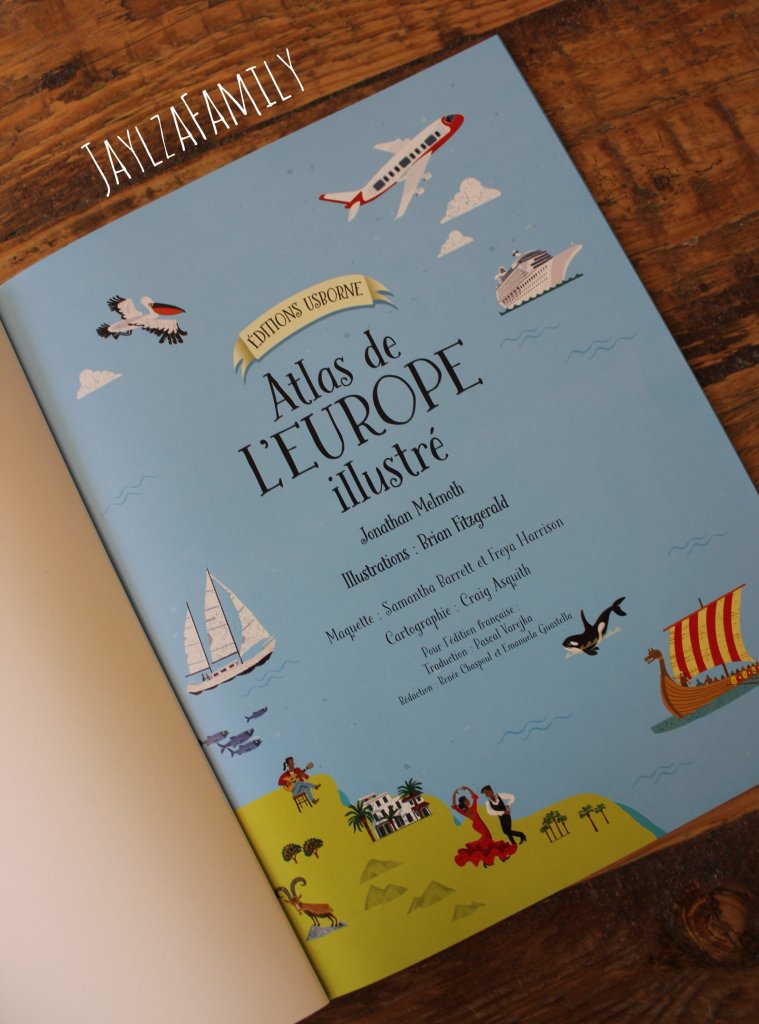 JAYLZAFAMILY
ÉDITIONS USBORNE
Atlas de
L'EUROPE
illustré
Jonathan Melmoth
Illustrations : Brian Fitzgerald
Maquette : Samantha Barrett et Freya Harrison
Cartographie : Craig Asquith
Pour l'édition française :
Traduction : Pascal Varejka
Rédaction : Renée Chaspoul et Emanuela Guastella